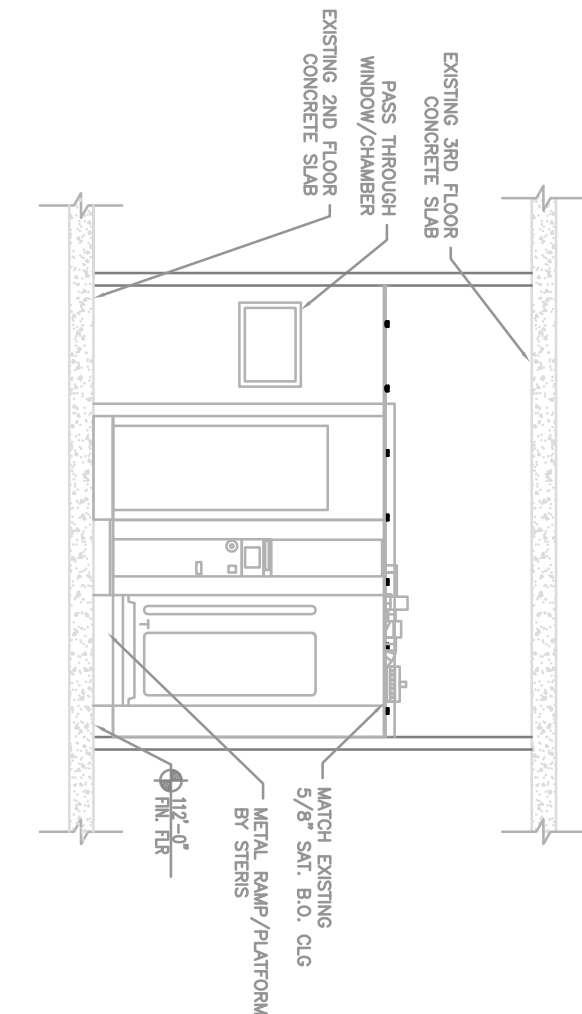 EXISTING 3RD FLOOR
CONCRETE SLAB
PASS THROUGH
WINDOW/CHAMBER
EXISTING 2ND FLOOR
CONCRETE SLAB
MATCH EXISTING
5/8" SAT. B.O. CLG
METAL RAMP/PLATFORM
BY STERIS
112'-0"
FIN. FLR